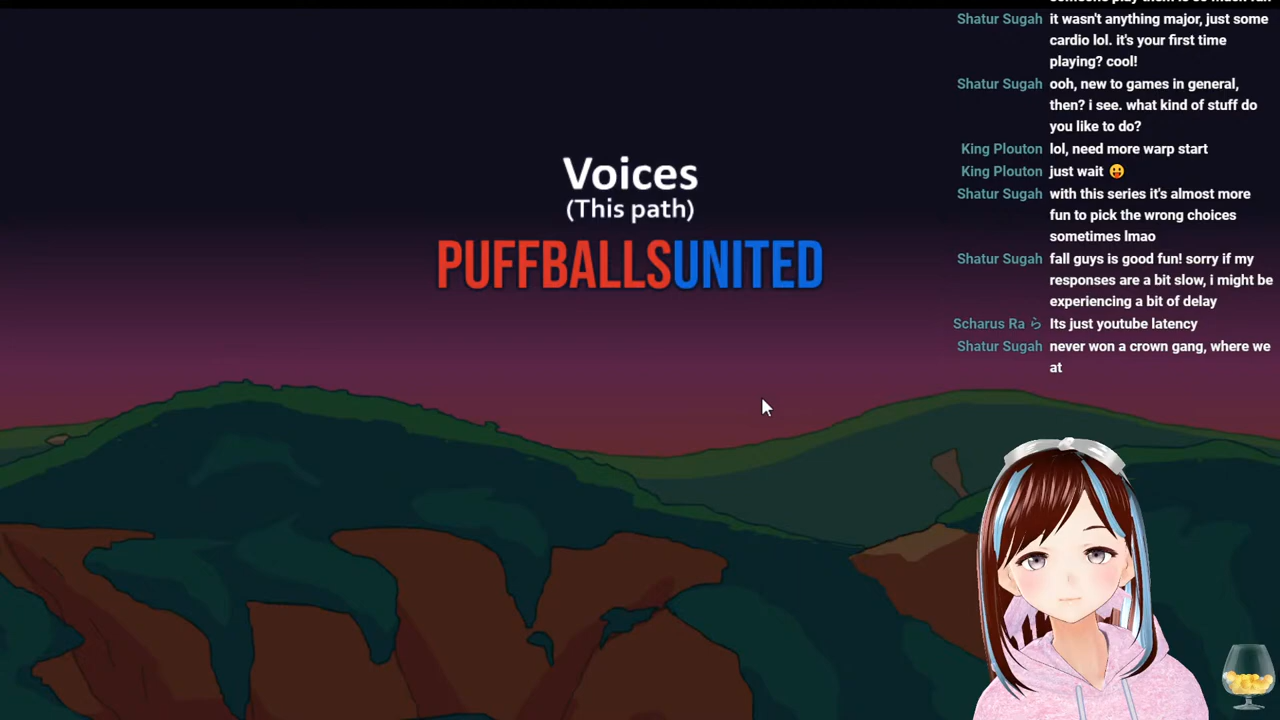 Voices
(This path)
PUFFBALLSUNITED
Shatur Sugah it wasn't anything major, just some
cardio lol. it's your first time
playing? cool!
Shatur Sugah ooh, new to games in general,
then? i see. what kind of stuff do
you like to do?
King Plouton lol, need more warp start
King Plouton just wait 😛
Shatur Sugah with this series it's almost more
fun to pick the wrong choices
sometimes lmao
Shatur Sugah fall guys is good fun! sorry if my
responses are a bit slow, i might be
experiencing a bit of delay
Scharus Ra ら Its just youtube latency
Shatur Sugah never won a crown gang, where we
at